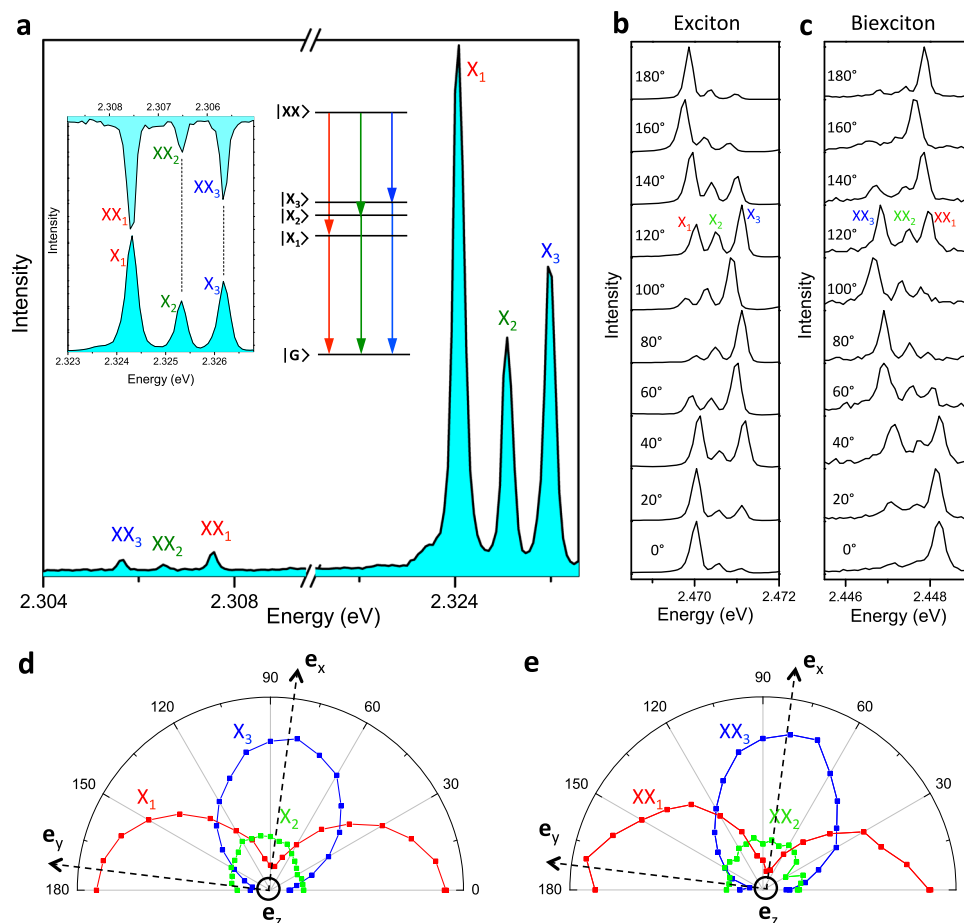 a
X1
2.308 2.307 2.306
XX2
XX3
XX1
X1
X2
X3
Intensity
2.323 2.324 2.325 2.326
Energy (eV)
|XX>
|X3>
|X2>
|X1>
|G>
X3
X2
Intensity
XX3
XX2
XX1
2.304 2.308 2.324
Energy (eV)
b Exciton
180°
160°
140°
X1 X2 X3
120°
100°
80°
60°
40°
20°
0°
Intensity
2.470 2.472
Energy (eV)
c Biexciton
180°
160°
140°
XX3 XX2 XX1
120°
100°
80°
60°
40°
20°
0°
Intensity
2.446 2.448
Energy (eV)
d
ex
90
120 60
X3
150 30
X1
X2
ey
180 0
ez
e
ex
90
120 60
XX3
150 30
XX1
XX2
ey
180 0
ez